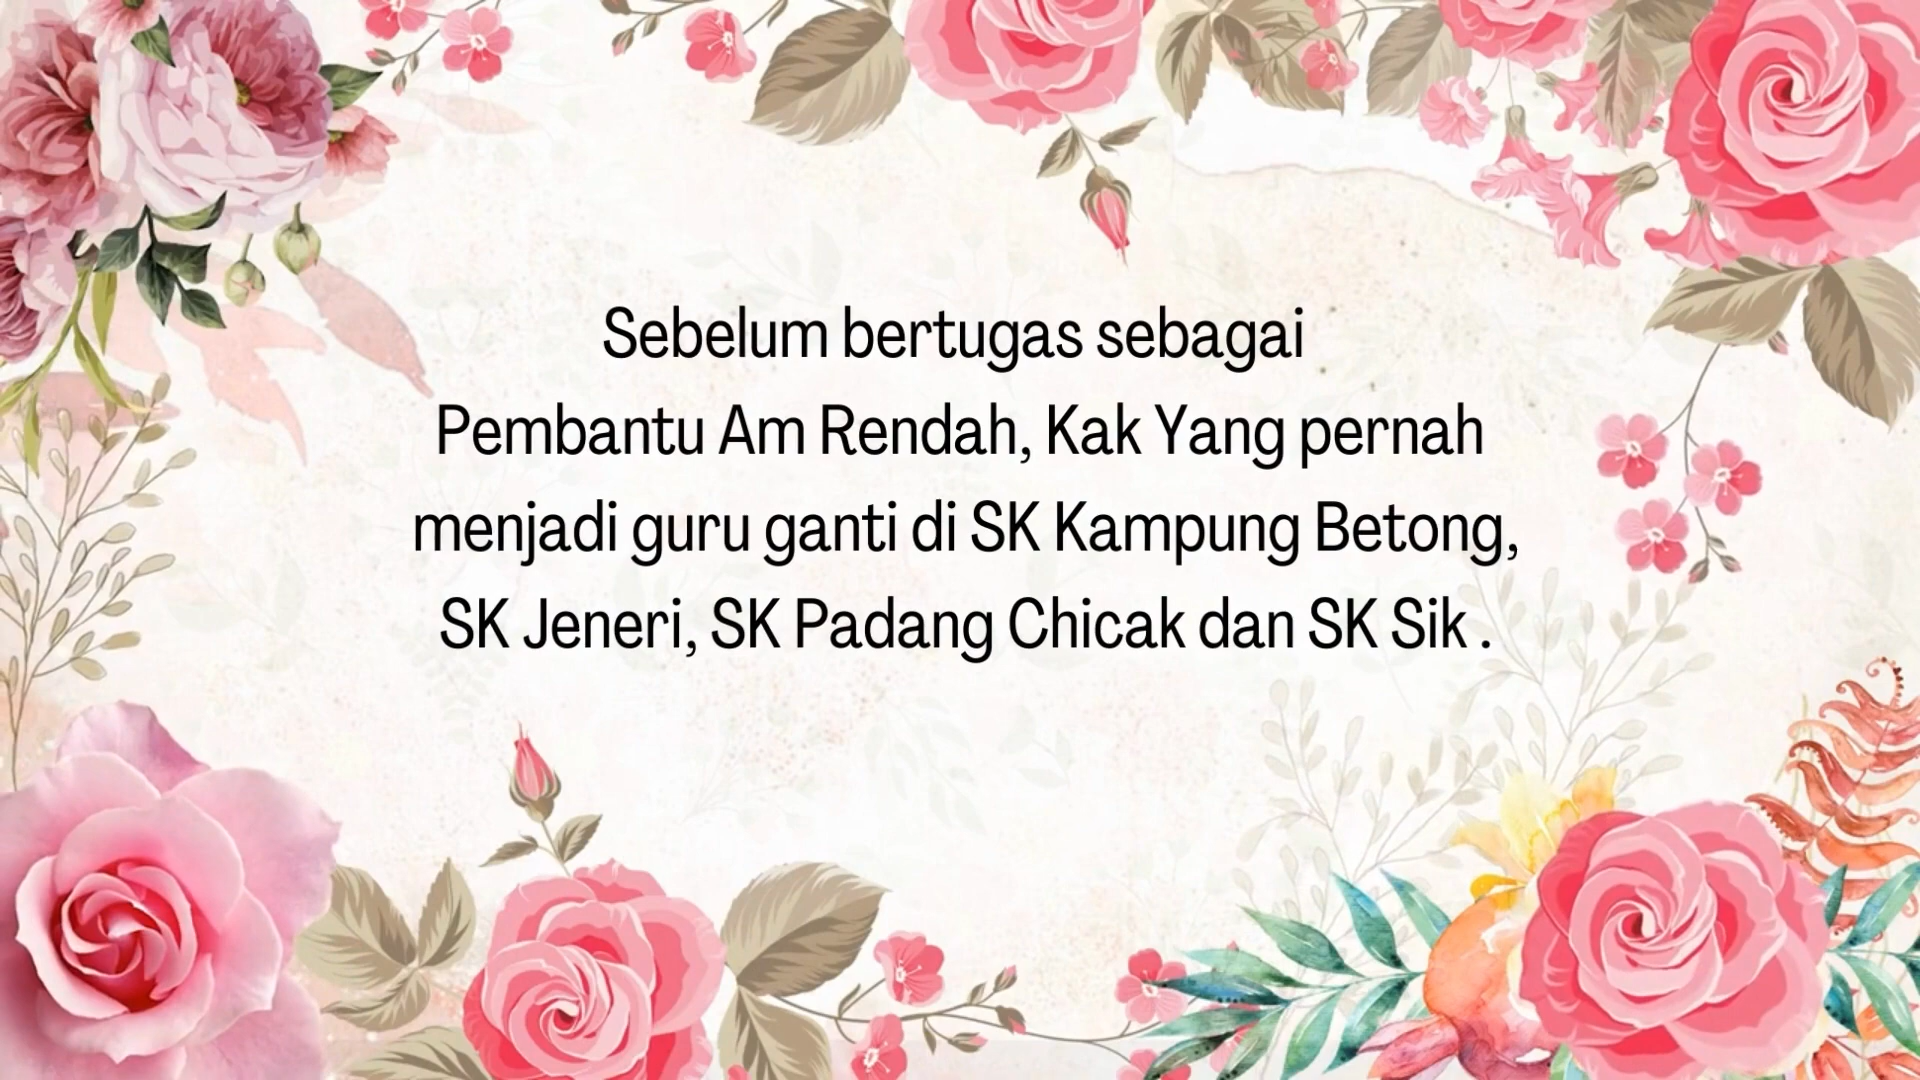 Sebelum bertugas sebagai
Pembantu Am Rendah, Kak Yang pernah
menjadi guru ganti di SK Kampung Betong,
SK Jeneri, SK Padang Chicak dan SK Sik .